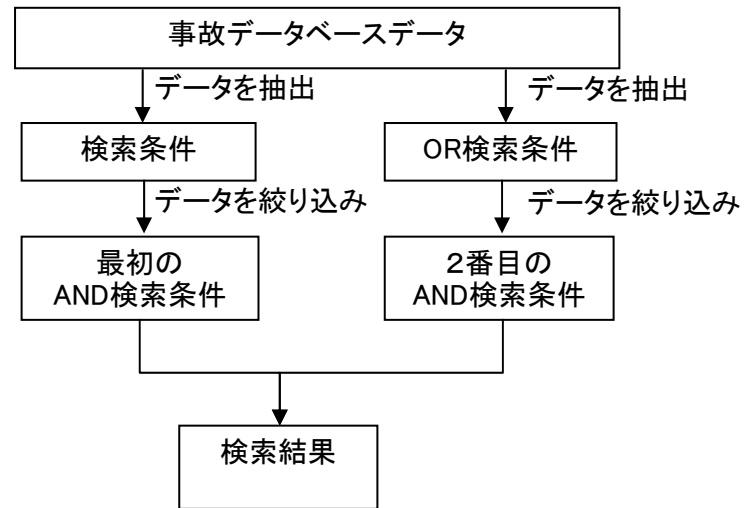 事故データベースデータ
データを抽出
データを抽出
検索条件
OR検索条件
データを絞り込み
データを絞り込み
最初の
AND検索条件
２番目の
AND検索条件
検索結果